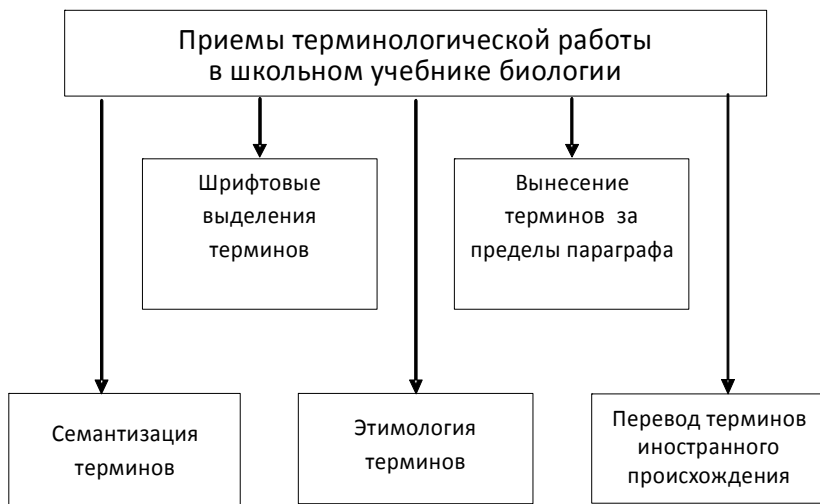 Приемы терминологической работы
в школьном учебнике биологии
Шрифтовые
выделения
терминов
Вынесение
терминов за
пределы параграфа
Семантизация
терминов
Этимология
терминов
Перевод терминов
иностранного
происхождения